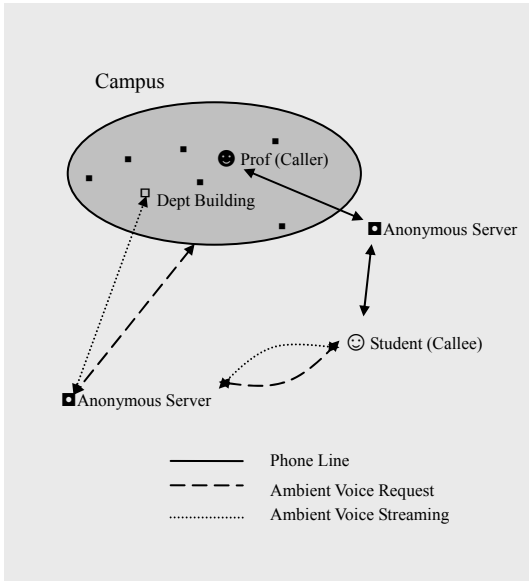 Campus
Prof (Caller)
Dept Building
Anonymous Server
Student (Callee)
Anonymous Server
Phone Line
Ambient Voice Request
Ambient Voice Streaming